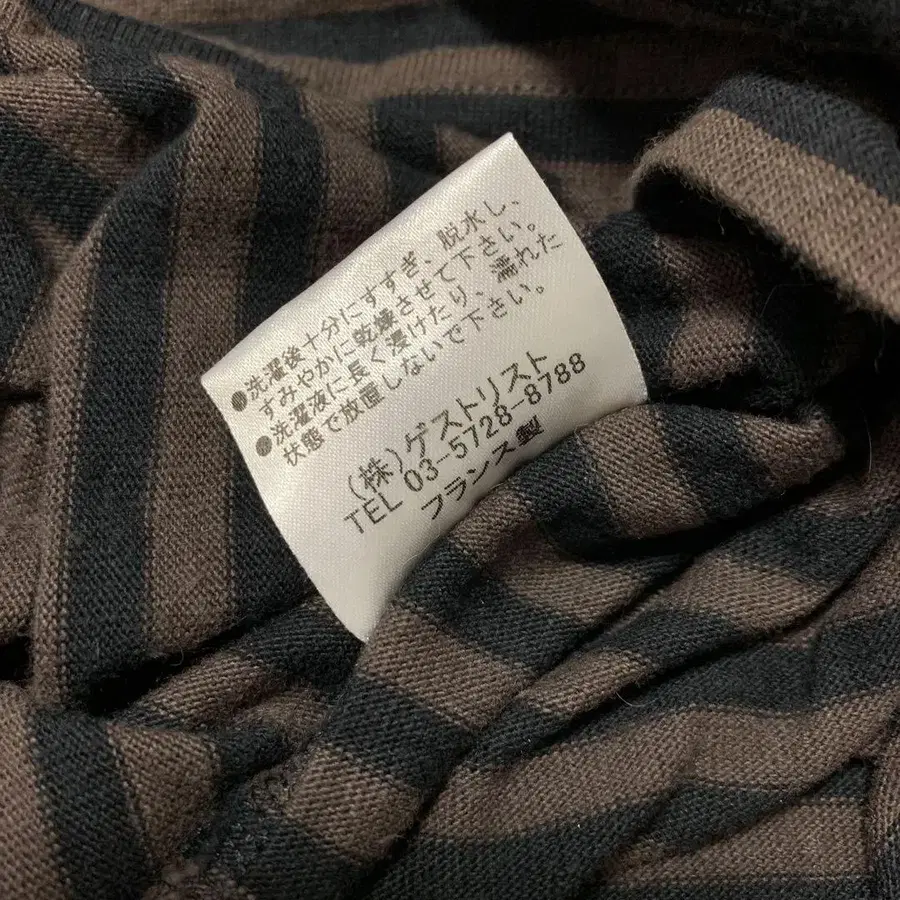 ●洗濯後十分にすすぎ、脱水し、
すみやかに乾燥させて下さい。
●洗濯液に長く浸けたり、濡れた
状態で放置しないで下さい。
(株)ゲストリスト
TEL 03-5728-8788
フランス製